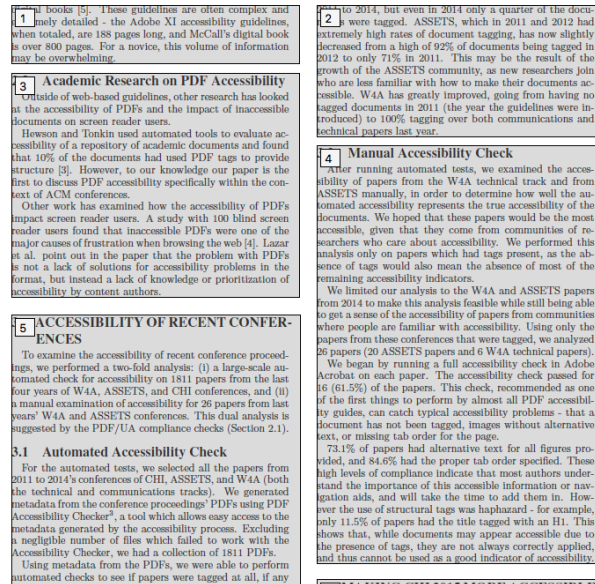 al books [5]. These guidelines are often complex and
1
mely detailed - the Adobe XI accessibility guidelines,
when totaled, are 188 pages long, and McCall's digital book
is over 800 pages. For a novice, this volume of information
may be overwhelming.
3
Academic Research on PDF Accessibility
Outside of web-based guidelines, other research has looked
at the accessibility of PDFs and the impact of inaccessible
documents on screen reader users.
Hewson and Tonkin used automated tools to evaluate ac-
cessibility of a repository of academic documents and found
that 10% of the documents had used PDF tags to provide
structure [3]. However, to our knowledge our paper is the
first to discuss PDF accessibility specifically within the con-
text of ACM conferences.
Other work has examined how the accessibility of PDFs
impact screen reader users. A study with 100 blind screen
reader users found that inaccessible PDFs were one of the
major causes of frustration when browsing the web [4]. Lazar
et al. point out in the paper that the problem with PDFs
is not a lack of solutions for accessibility problems in the
format, but instead a lack of knowledge or prioritization of
accessibility by content authors.
5
ACCESSIBILITY OF RECENT CONFER-
ENCES
To examine the accessibility of recent conference proceed-
ings, we performed a two-fold analysis: (i) a large-scale au-
tomated check for accessibility on 1811 papers from the last
four years of W4A, ASSETS, and CHI conferences, and (ii)
a manual examination of accessibility for 26 papers from last
years' W4A and ASSETS conferences. This dual analysis is
suggested by the PDF/UA compliance checks (Section 2.1).
3.1 Automated Accessibility Check
For the automated tests, we selected all the papers from
2011 to 2014's conferences of CHI, ASSETS, and W4A (both
the technical and communications tracks). We generated
metadata from the conference proceedings' PDFs using PDF
Accessibility Checker³, a tool which allows easy access to the
metadata generated by the accessibility process. Excluding
a negligible number of files which failed to work with the
Accessibility Checker, we had a collection of 1811 PDFs.
Using metadata from the PDFs, we were able to perform
automated checks to see if papers were tagged at all, if any
2
to 2014, but even in 2014 only a quarter of the docu-
were tagged. ASSETS, which in 2011 and 2012 had
extremely high rates of document tagging, has now slightly
decreased from a high of 92% of documents being tagged in
2012 to only 71% in 2011. This may be the result of the
growth of the ASSETS community, as new researchers join
who are less familiar with how to make their documents ac-
cessible. W4A has greatly improved, going from having no
tagged documents in 2011 (the year the guidelines were in-
troduced) to 100% tagging over both communications and
technical papers last year.
4
Manual Accessibility Check
After running automated tests, we examined the acces-
sibility of papers from the W4A technical track and from
ASSETS manually, in order to determine how well the au-
tomated accessibility represents the true accessibility of the
documents. We hoped that these papers would be the most
accessible, given that they come from communities of re-
searchers who care about accessibility. We performed this
analysis only on papers which had tags present, as the ab-
sence of tags would also mean the absence of most of the
remaining accessibility indicators.
We limited our analysis to the W4A and ASSETS papers
from 2014 to make this analysis feasible while still being able
to get a sense of the accessibility of papers from communities
where people are familiar with accessibility. Using only the
papers from these conferences that were tagged, we analyzed
26 papers (20 ASSETS papers and 6 W4A technical papers).
We began by running a full accessibility check in Adobe
Acrobat on each paper. The accessibility check passed for
16 (61.5%) of the papers. This check, recommended as one
of the first things to perform by almost all PDF accessibil-
ity guides, can catch typical accessibility problems - that a
document has not been tagged, images without alternative
text, or missing tab order for the page.
73.1% of papers had alternative text for all figures pro-
vided, and 84.6% had the proper tab order specified. These
high levels of compliance indicate that most authors under-
stand the importance of this accessible information or nav-
igation aids, and will take the time to add them in. How-
ever the use of structural tags was haphazard - for example,
only 11.5% of papers had the title tagged with an H1. This
shows that, while documents may appear accessible due to
the presence of tags, they are not always correctly applied,
and thus cannot be used as a good indicator of accessibility.